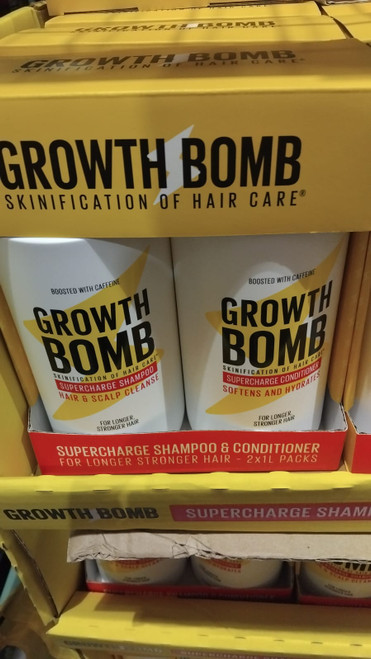 GROWTH BOMB
SKINIFICATION OF HAIR CARE
GROWTH BOMB
SKINIFICATION OF HAIR CARE®
BOOSTED WITH CAFFEINE
GROWTH
BOMB
SKINIFICATION OF HAIR CARE
SUPERCHARGE SHAMPOO
HAIR & SCALP CLEANSE
FOR LONGER
STRONGER HAIR
BOOSTED WITH CAFFEINE
GROWTH
BOMB
SKINIFICATION OF HAIR CARE
SUPERCHARGE CONDITIONER
SOFTENS AND HYDRATES
FOR LONGER
STRONGER HAIR
SUPERCHARGE SHAMPOO & CONDITIONER
FOR LONGER STRONGER HAIR - 2x1L PACKS
GROWTH BOMB
SUPERCHARGE SHAM
BOMB